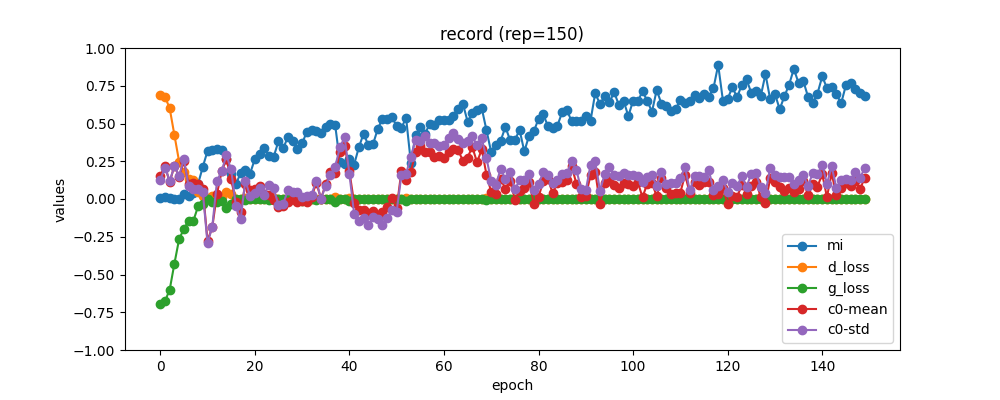 record (rep=150)
1.00
0.75
0.50
0.25
0.00
−0.25
−0.50
−0.75
−1.00
values
0 20 40 60 80 100 120 140
epoch
mi
d_loss
g_loss
c0-mean
c0-std